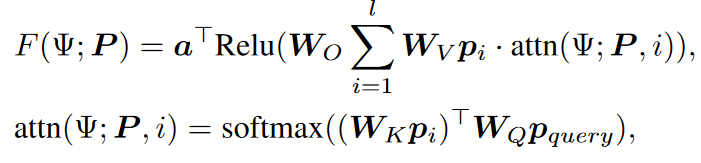 F(Ψ; P) = a⊤Relu(W_O ∑_{i=1}^{l} W_V p_i · attn(Ψ; P, i)),
attn(Ψ; P, i) = softmax((W_K p_i)⊤ W_Q p_{query}),